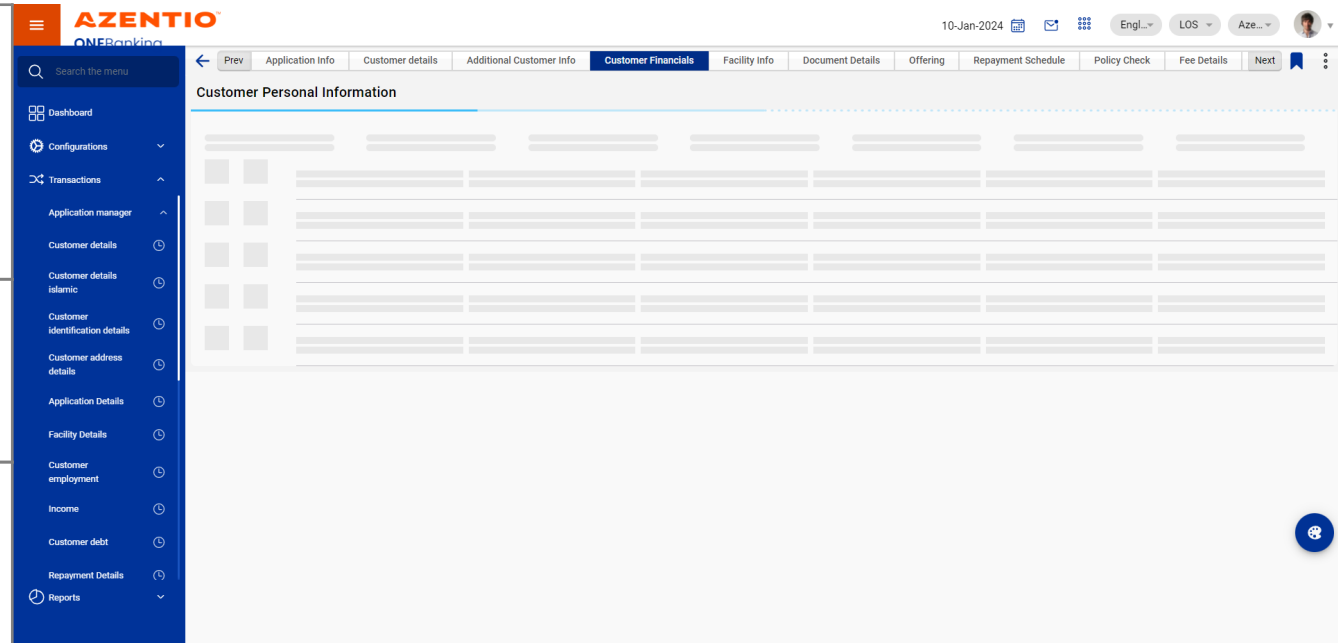 AZENTIO
ONEBanking
10-Jan-2024
Engl...
LOS
Aze...
Search the menu
Prev
Application Info
Customer details
Additional Customer Info
Customer Financials
Facility Info
Document Details
Offering
Repayment Schedule
Policy Check
Fee Details
Next
Customer Personal Information
Dashboard
Configurations
Transactions
Application manager
Customer details
Customer details
islamic
Customer
identification details
Customer address
details
Application Details
Facility Details
Customer
employment
Income
Customer debt
Repayment Details
Reports